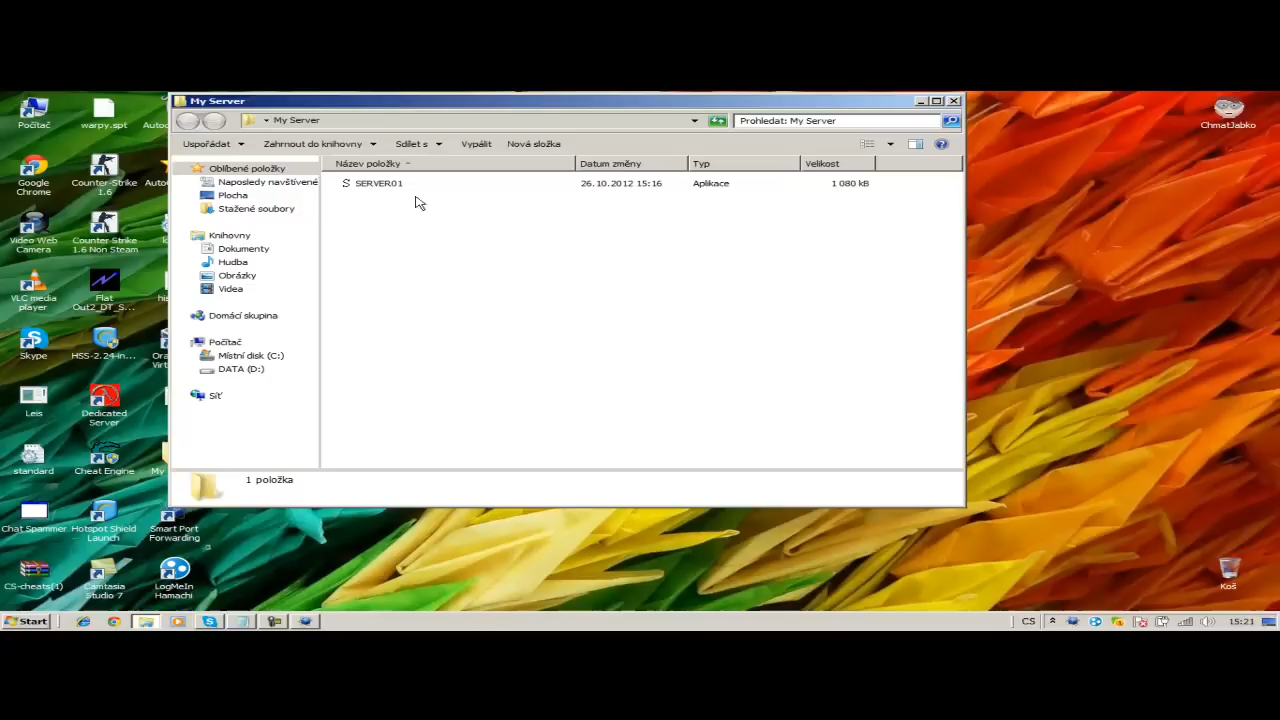 My Server
My Server
Prohledat: My Server
Uspořádat
Zahrnout do knihovny
Sdílet s
Vypálit
Nová složka
Název položky
Datum změny
Typ
Velikost
SERVER01
26.10.2012 15:16
Aplikace
1 080 kB
Oblíbené položky
Naposledy navštívené
Plocha
Stažené soubory
Knihovny
Dokumenty
Hudba
Obrázky
Videa
Domácí skupina
Počítač
Místní disk (C:)
DATA (D:)
Síť
1 položka
Počítač
warpy.spt
Google
Chrome
Counter-Strike
1.6
Video Web
Camera
Counter Strike
1.6 Non Steam
VLC media
player
Flat
Out2_DT_S...
Skype
HSS-2.24-in...
Leis
Dedicated
Server
standard
Cheat Engine
My
Chat Spammer
Hotspot Shield
Launch
Smart Port
Forwarding
CS-cheats(1)
Camtasia
Studio 7
LogMeIn
Hamachi
ChmatJabko
Koš
Start
CS
15:21